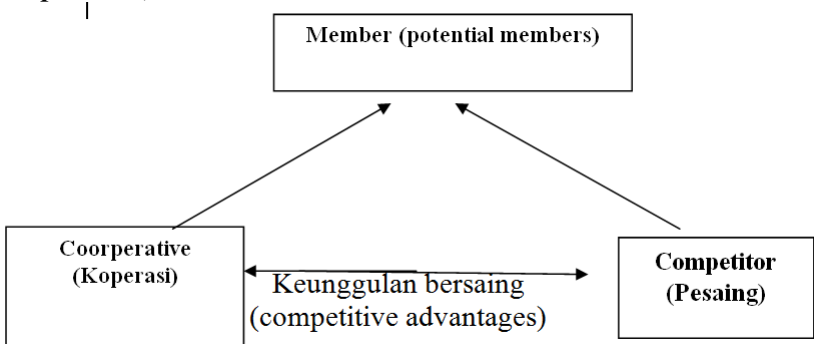 Member (potential members)
Coorperative
(Koperasi)
Keunggulan bersaing
(competitive advantages)
Competitor
(Pesaing)